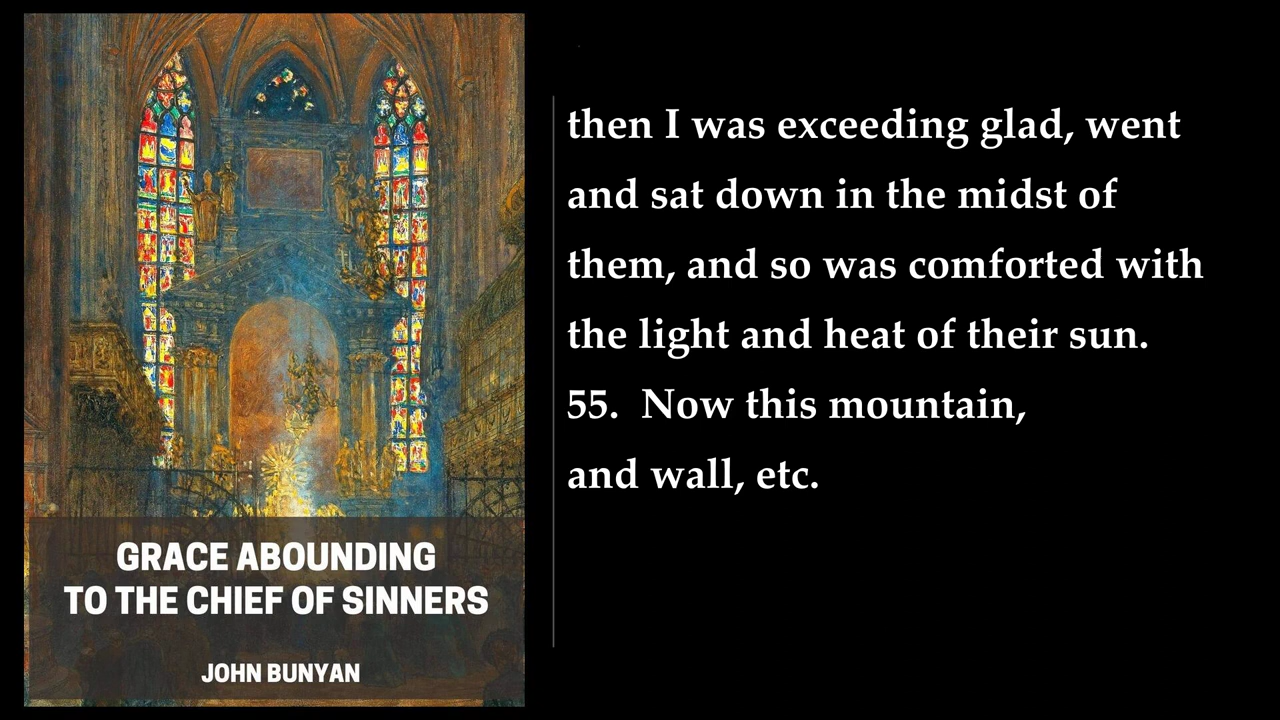 GRACE ABOUNDING
TO THE CHIEF OF SINNERS
JOHN BUNYAN
then I was exceeding glad, went
and sat down in the midst of
them, and so was comforted with
the light and heat of their sun.
55.  Now this mountain,
and wall, etc.